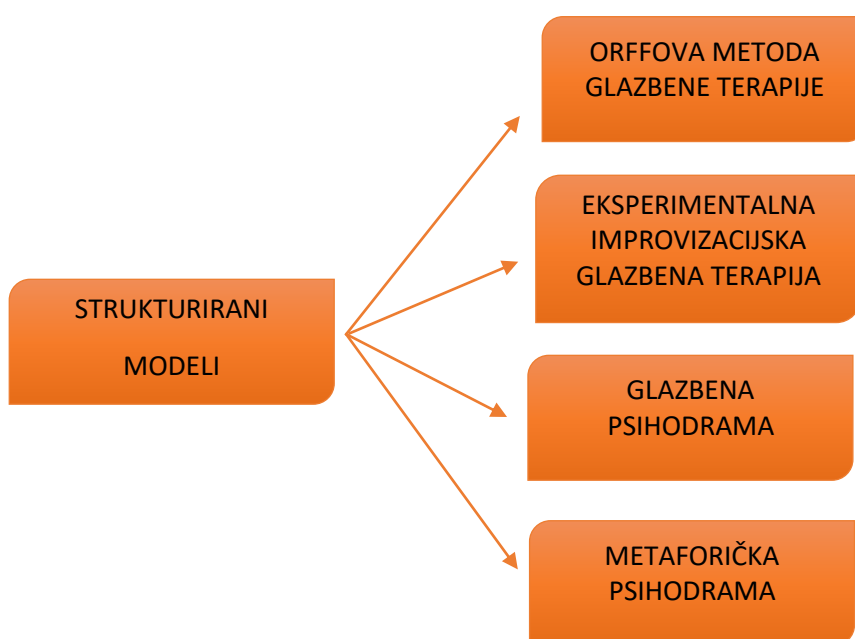 STRUKTURIRANI
MODELI
ORFFOVA METODA
GLAZBENE TERAPIJE
EKSPERIMENTALNA
IMPROVIZACIJSKA
GLAZBENA TERAPIJA
GLAZBENA
PSIHODRAMA
METAFORIČKA
PSIHODRAMA